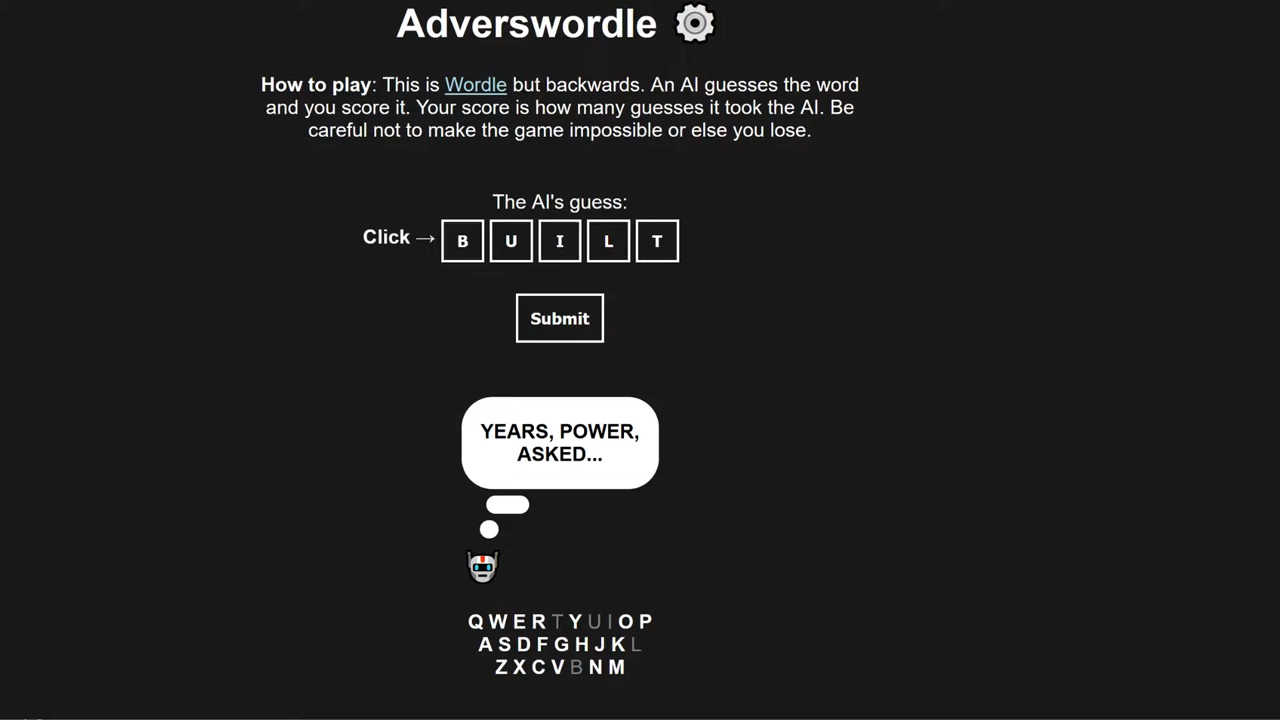 Adverswordle
How to play: This is Wordle but backwards. An AI guesses the word
and you score it. Your score is how many guesses it took the AI. Be
careful not to make the game impossible or else you lose.
The AI's guess:
Click → B U I L T
Submit
YEARS, POWER,
ASKED...
Q W E R T Y U I O P
A S D F G H J K L
Z X C V B N M